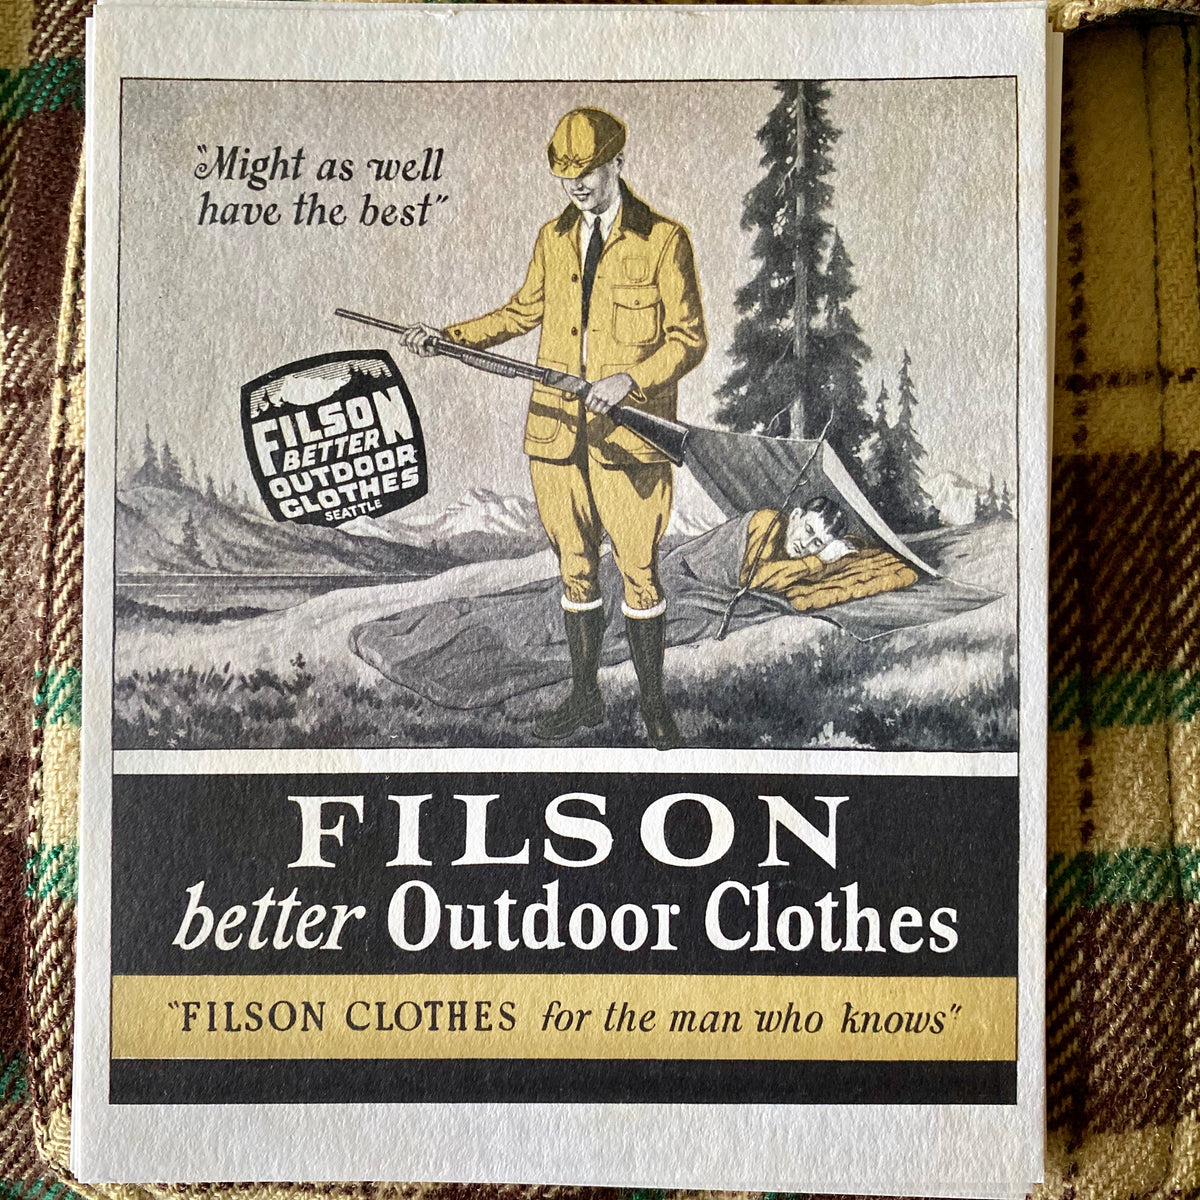 "Might as well
have the best"
FILSON
BETTER
OUTDOOR
CLOTHES
SEATTLE
FILSON
better Outdoor Clothes
"FILSON CLOTHES for the man who knows"